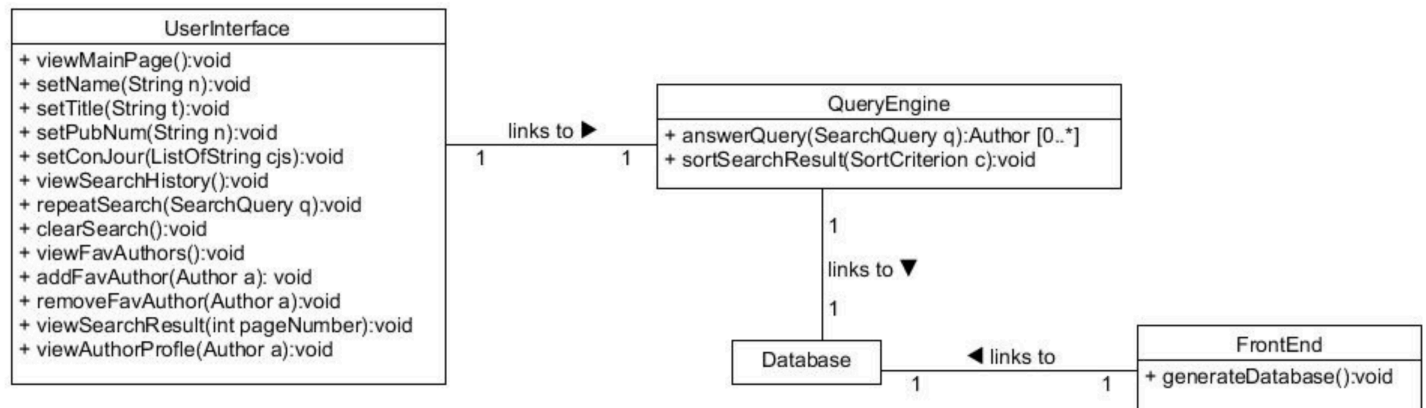 UserInterface
+ viewMainPage():void
+ setName(String n):void
+ setTitle(String t):void
+ setPubNum(String n):void
+ setConJour(ListOfString cjs):void
+ viewSearchHistory():void
+ repeatSearch(SearchQuery q):void
+ clearSearch():void
+ viewFavAuthors():void
+ addFavAuthor(Author a): void
+ removeFavAuthor(Author a):void
+ viewSearchResult(int pageNumber):void
+ viewAuthorProfle(Author a):void
links to ▶
1 1
QueryEngine
+ answerQuery(SearchQuery q):Author [0..*]
+ sortSearchResult(SortCriterion c):void
1
links to ▼
1
Database
◀ links to
1 1
FrontEnd
+ generateDatabase():void